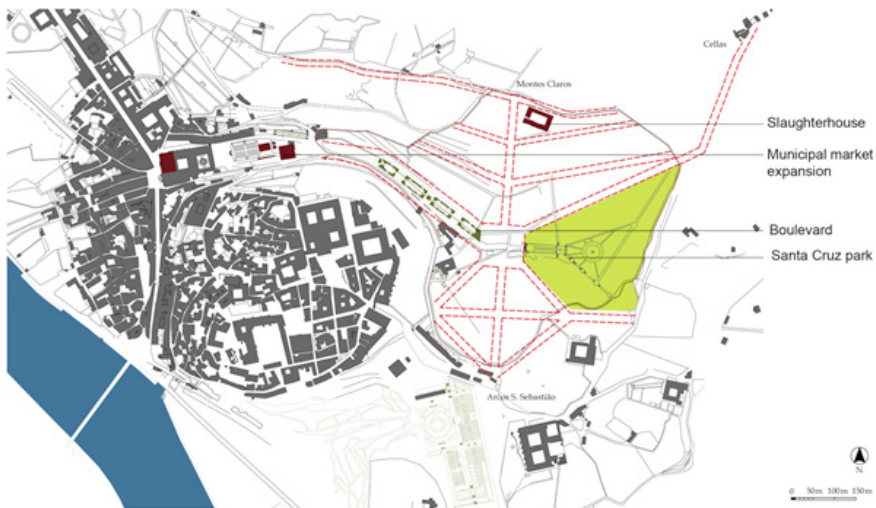 Cellas
Montes Claros
Slaughterhouse
Municipal market
expansion
Boulevard
Santa Cruz park
Arcos S. Sebastião
N
0 50m 100m 150m